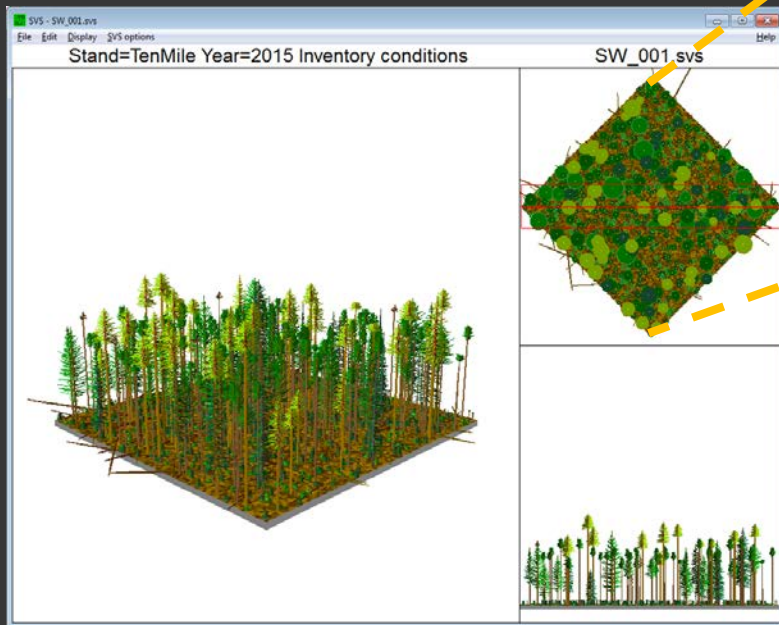 SVS - SW_001.svs
File Edit Display SVS options Help
Stand=TenMile Year=2015 Inventory conditions
SW_001.svs